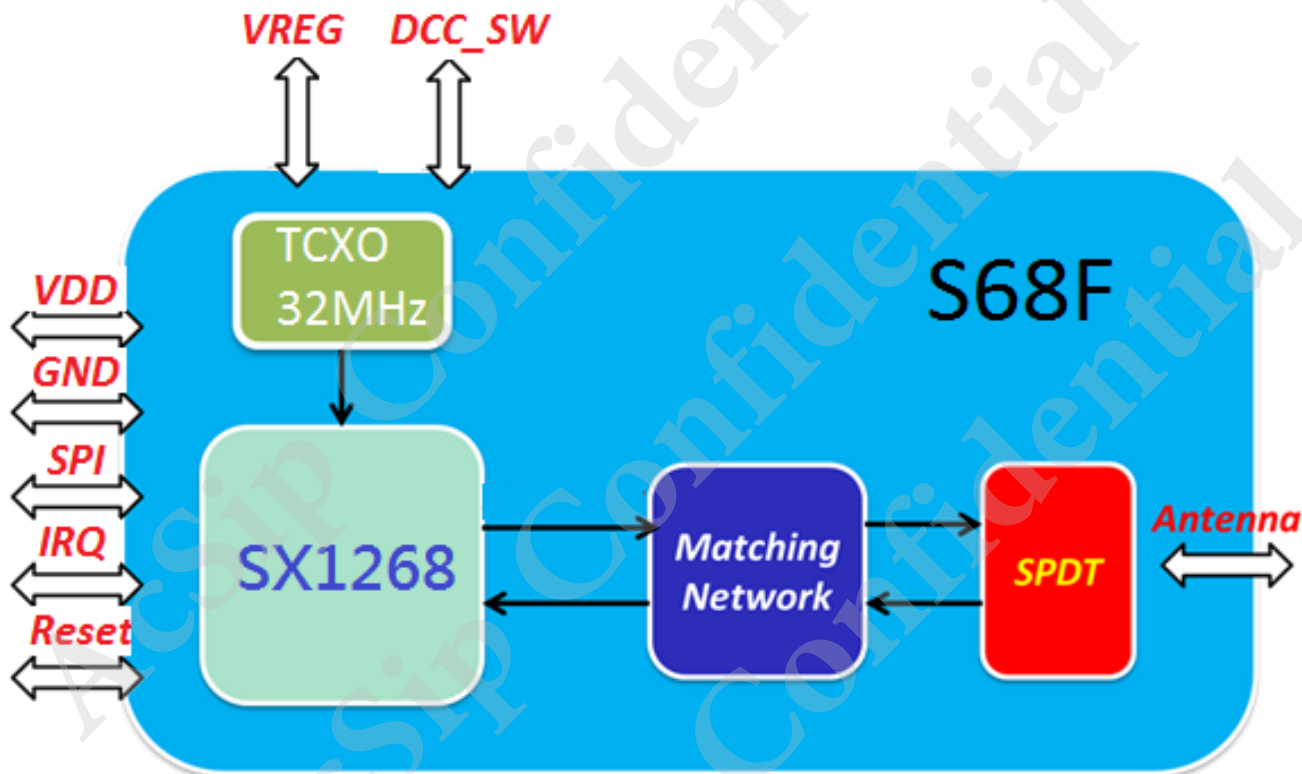 VREG DCC_SW
TCXO
32MHz
S68F
VDD
GND
SPI
IRQ
Reset
SX1268
Matching
Network
SPDT
Antenna
AcSip Confidential
AcSip Confidential
Confidential